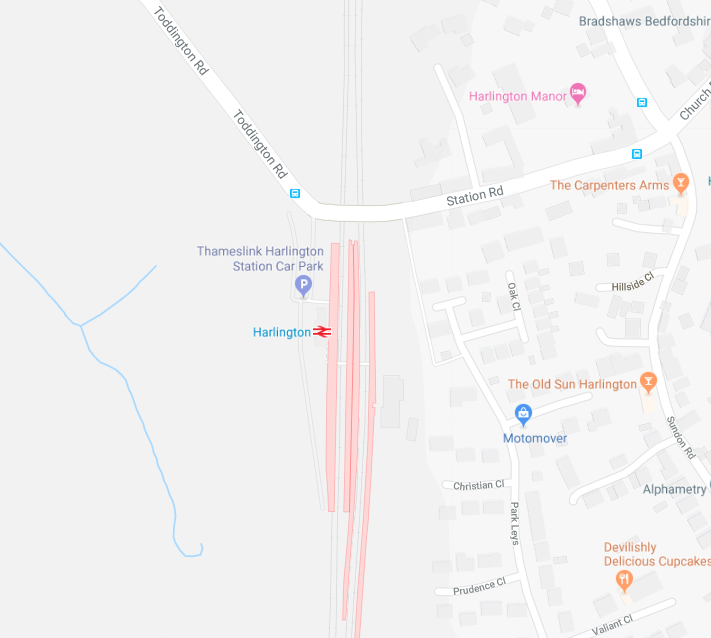 Toddington Rd
Bradshaws Bedfordshir
Harlington Manor
Church
Toddington Rd
The Carpenters Arms
Station Rd
Thameslink Harlington
Station Car Park
P
Hillside Cl
Oak Cl
Harlington
The Old Sun Harlington
Motomover
Sundon Rd
Christian Cl
Alphametry
Park Leys
Devilishly
Delicious Cupcakes
Prudence Cl
Valiant Cl